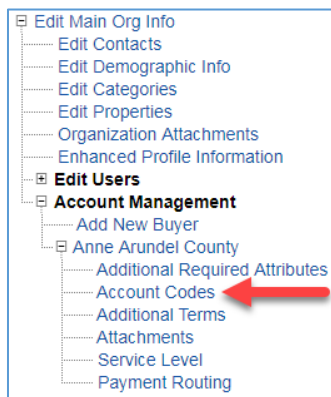 Edit Main Org Info
Edit Contacts
Edit Demographic Info
Edit Categories
Edit Properties
Organization Attachments
Enhanced Profile Information
Edit Users
Account Management
Add New Buyer
Anne Arundel County
Additional Required Attributes
Account Codes
Additional Terms
Attachments
Service Level
Payment Routing